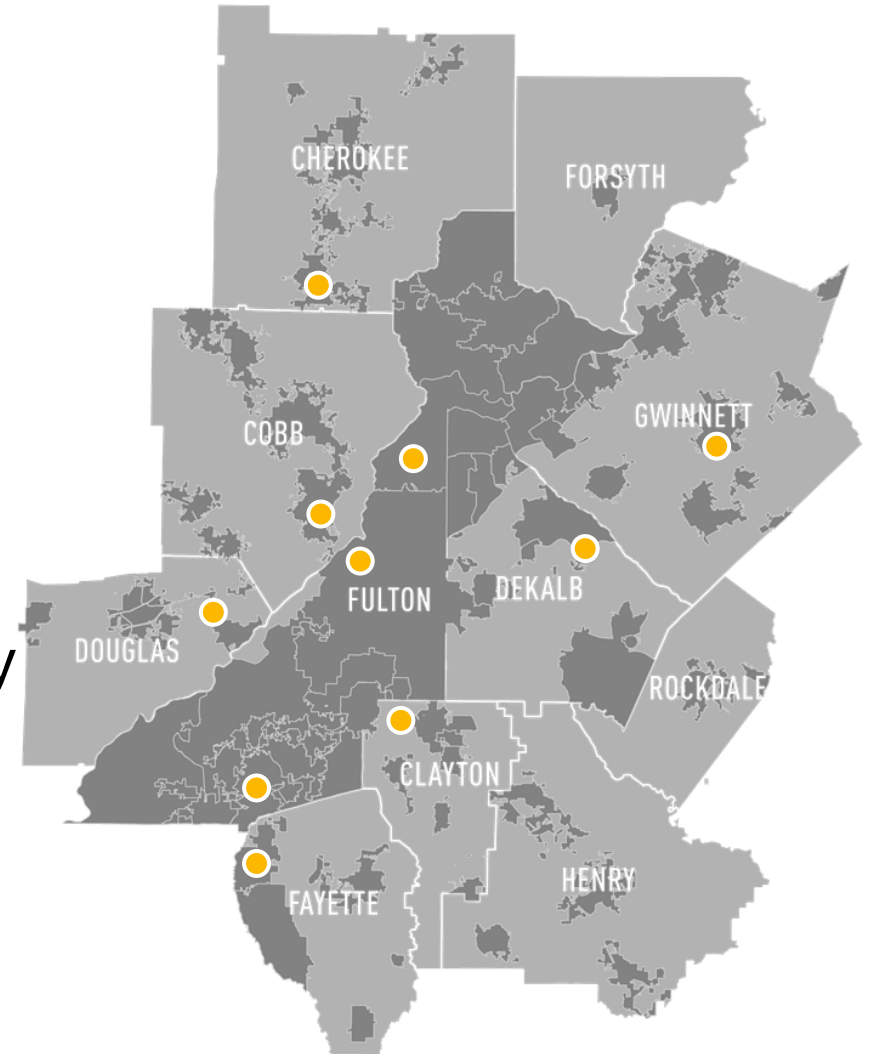 CHEROKEE
FORSYTH
GWINNETT
COBB
DEKALB
FULTON
y
DOUGLAS
ROCKDALE
CLAYTON
HENRY
FAYETTE